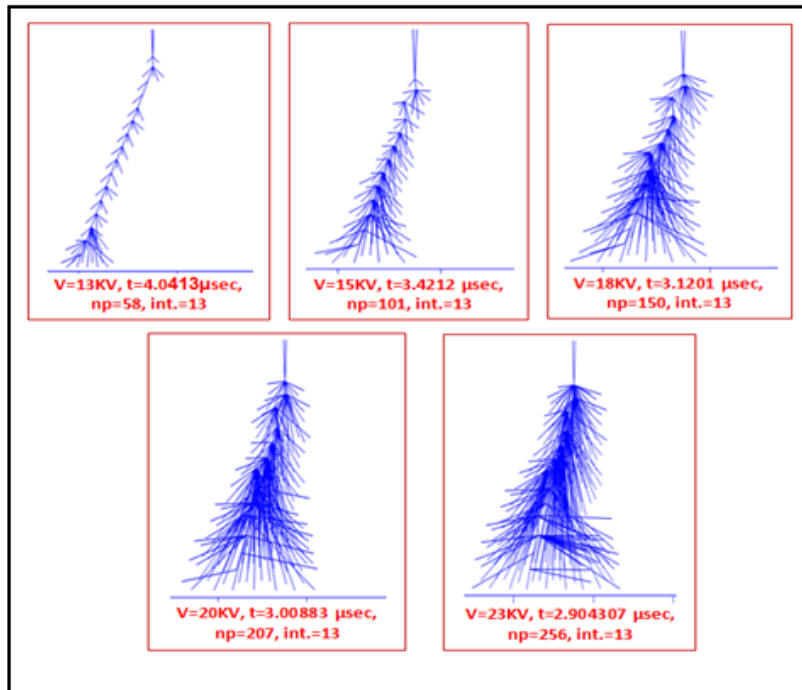 V=13KV, t=4.0413µsec,
np=58, int.=13
V=15KV, t=3.4212 µsec,
np=101, int.=13
V=18KV, t=3.1201 µsec,
np=150, int.=13
V=20KV, t=3.00883 µsec,
np=207, int.=13
V=23KV, t=2.904307 µsec,
np=256, int.=13